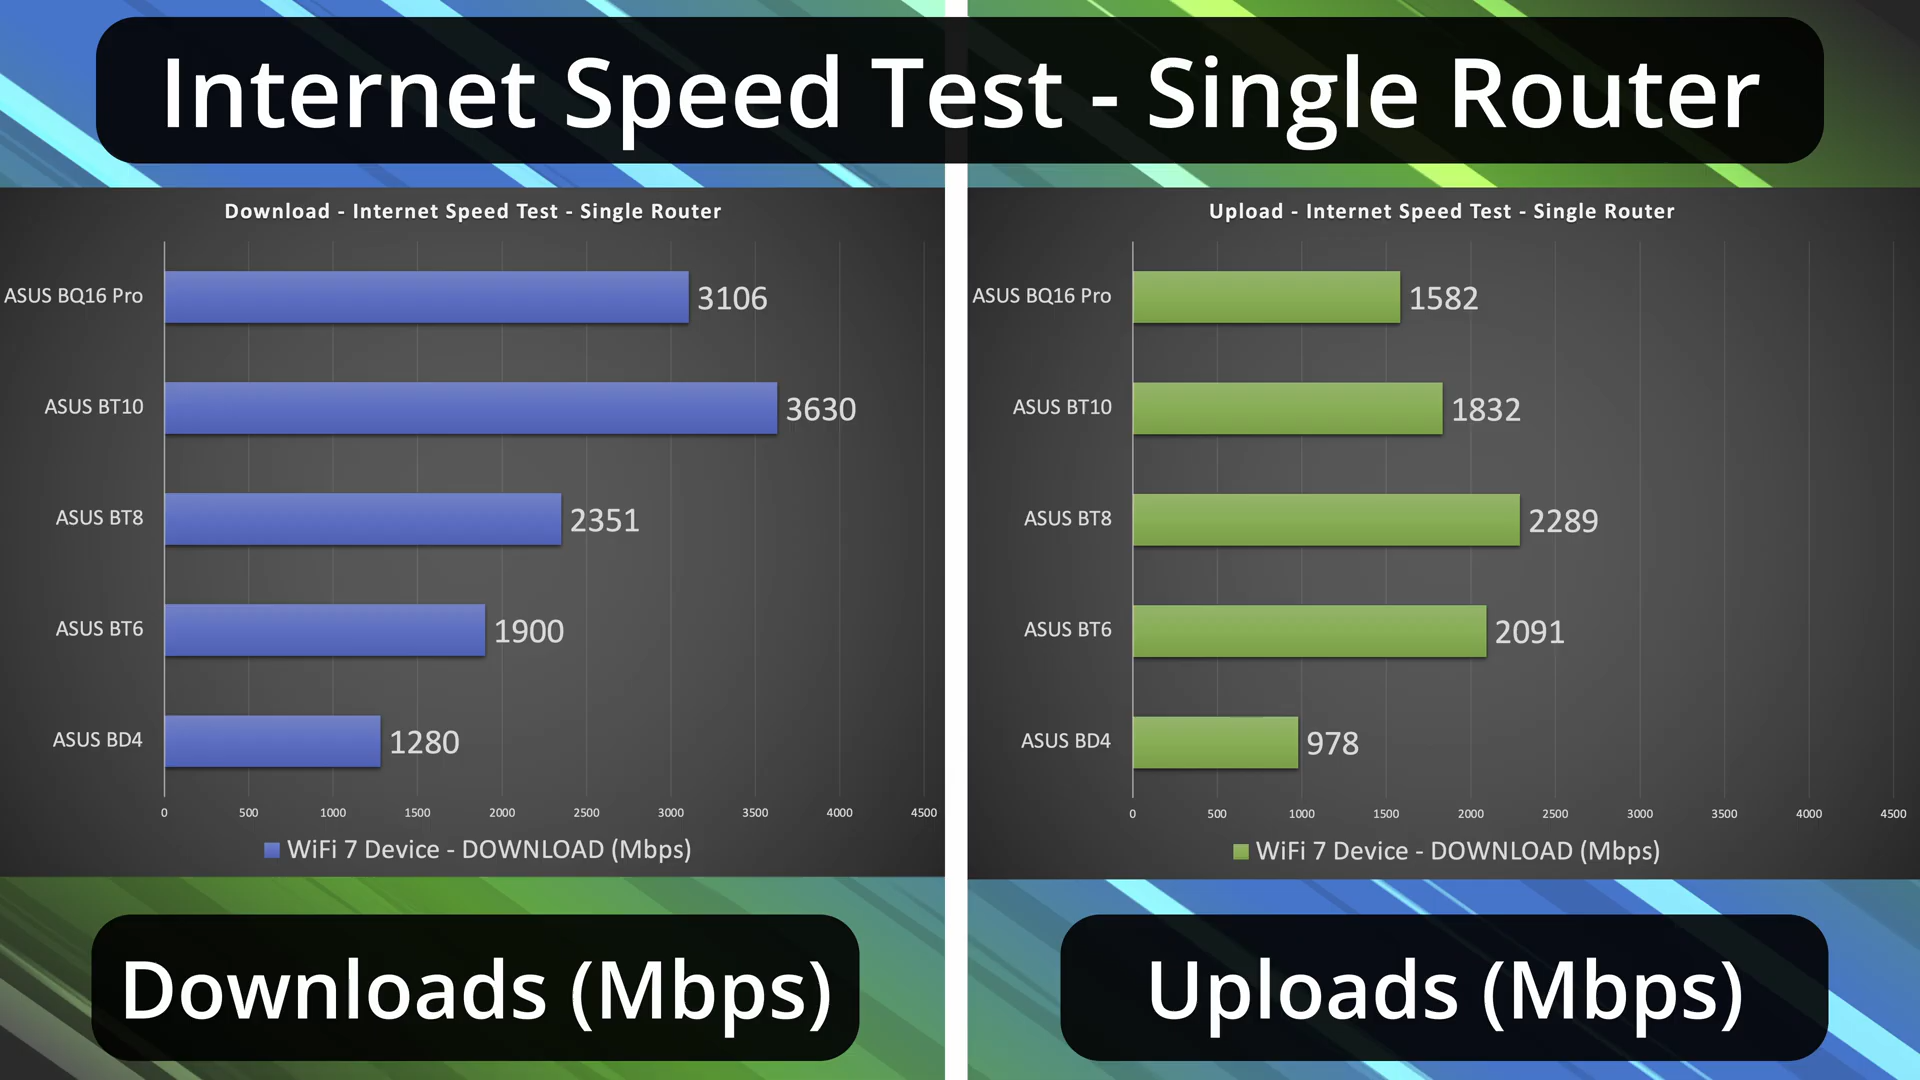 Internet Speed Test - Single Router
Download - Internet Speed Test - Single Router
ASUS BQ16 Pro 3106
ASUS BT10 3630
ASUS BT8 2351
ASUS BT6 1900
ASUS BD4 1280
0 500 1000 1500 2000 2500 3000 3500 4000 4500
WiFi 7 Device - DOWNLOAD (Mbps)
Downloads (Mbps)
Upload - Internet Speed Test - Single Router
ASUS BQ16 Pro 1582
ASUS BT10 1832
ASUS BT8 2289
ASUS BT6 2091
ASUS BD4 978
0 500 1000 1500 2000 2500 3000 3500 4000 4500
WiFi 7 Device - DOWNLOAD (Mbps)
Uploads (Mbps)